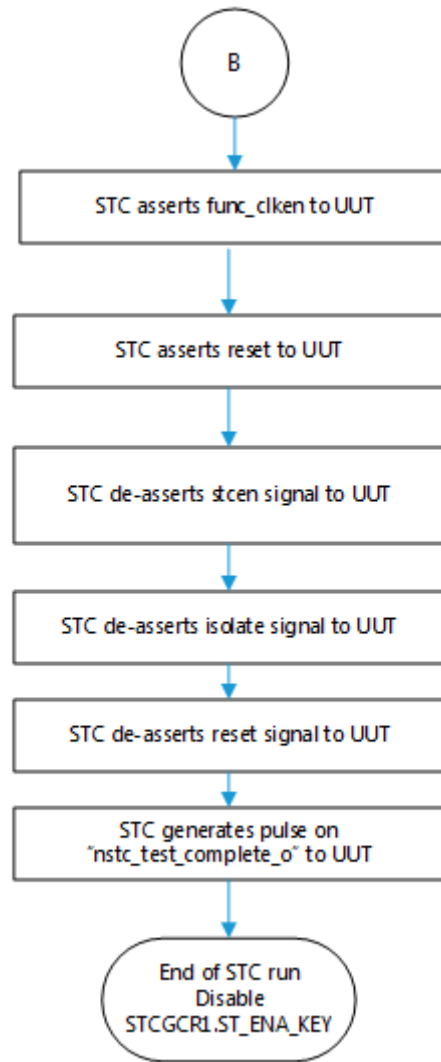 B
STC asserts func_clken to UUT
STC asserts reset to UUT
STC de-asserts stcen signal to UUT
STC de-asserts isolate signal to UUT
STC de-asserts reset signal to UUT
STC generates pulse on
"nstc_test_complete_o" to UUT
End of STC run
Disable
STCGCR1.ST_ENA_KEY